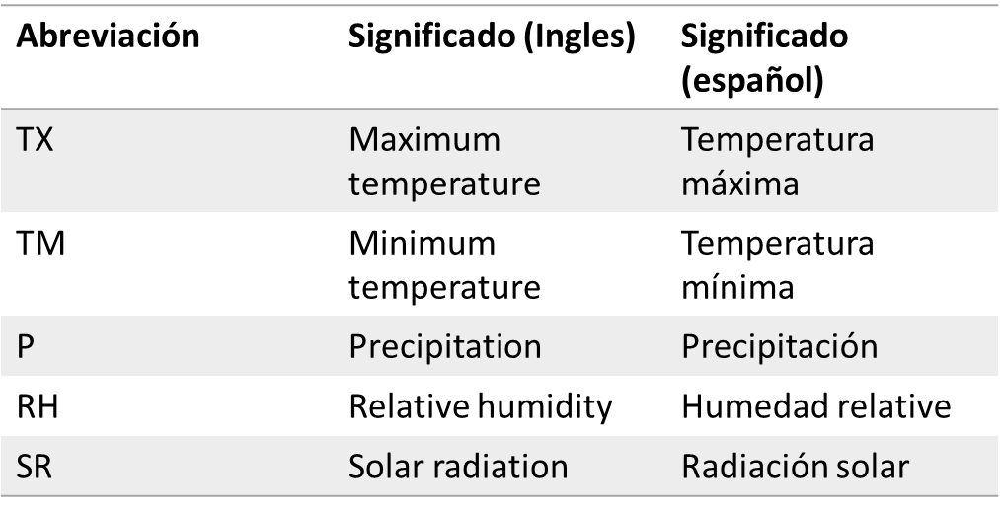 Abreviación Significado (Ingles) Significado
(español)
TX Maximum Temperatura
temperature máxima
TM Minimum Temperatura
temperature mínima
P Precipitation Precipitación
RH Relative humidity Humedad relative
SR Solar radiation Radiación solar